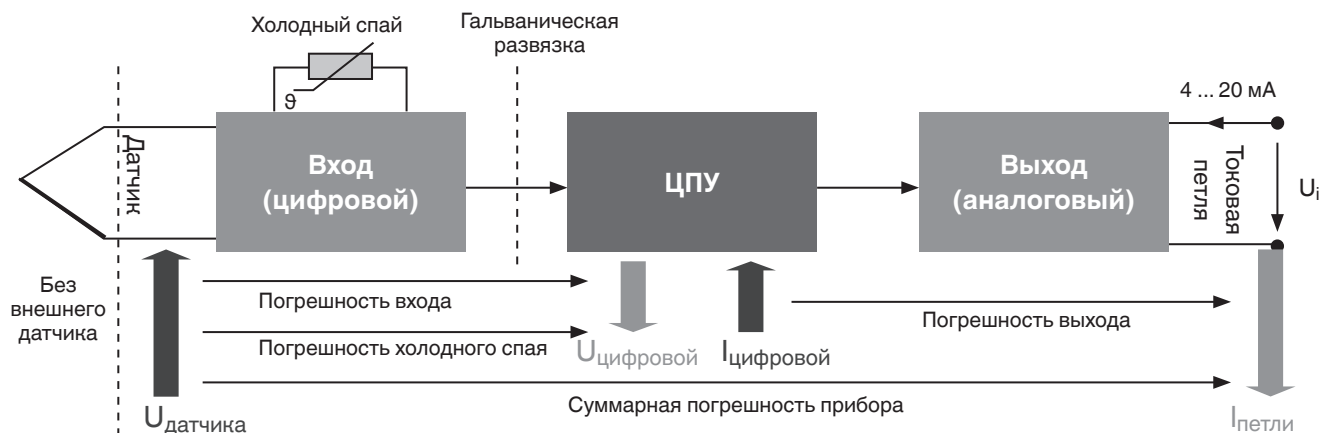 Холодный спай
Гальваническая
развязка
ϑ
4 ... 20 мА
Датчик
Вход
(цифровой)
ЦПУ
Выход
(аналоговый)
Токовая
петля
Ui
Без
внешнего
датчика
Погрешность входа
Погрешность холодного спая
Uцифровой
Iцифровой
Погрешность выхода
Суммарная погрешность прибора
Uдатчика
Iпетли